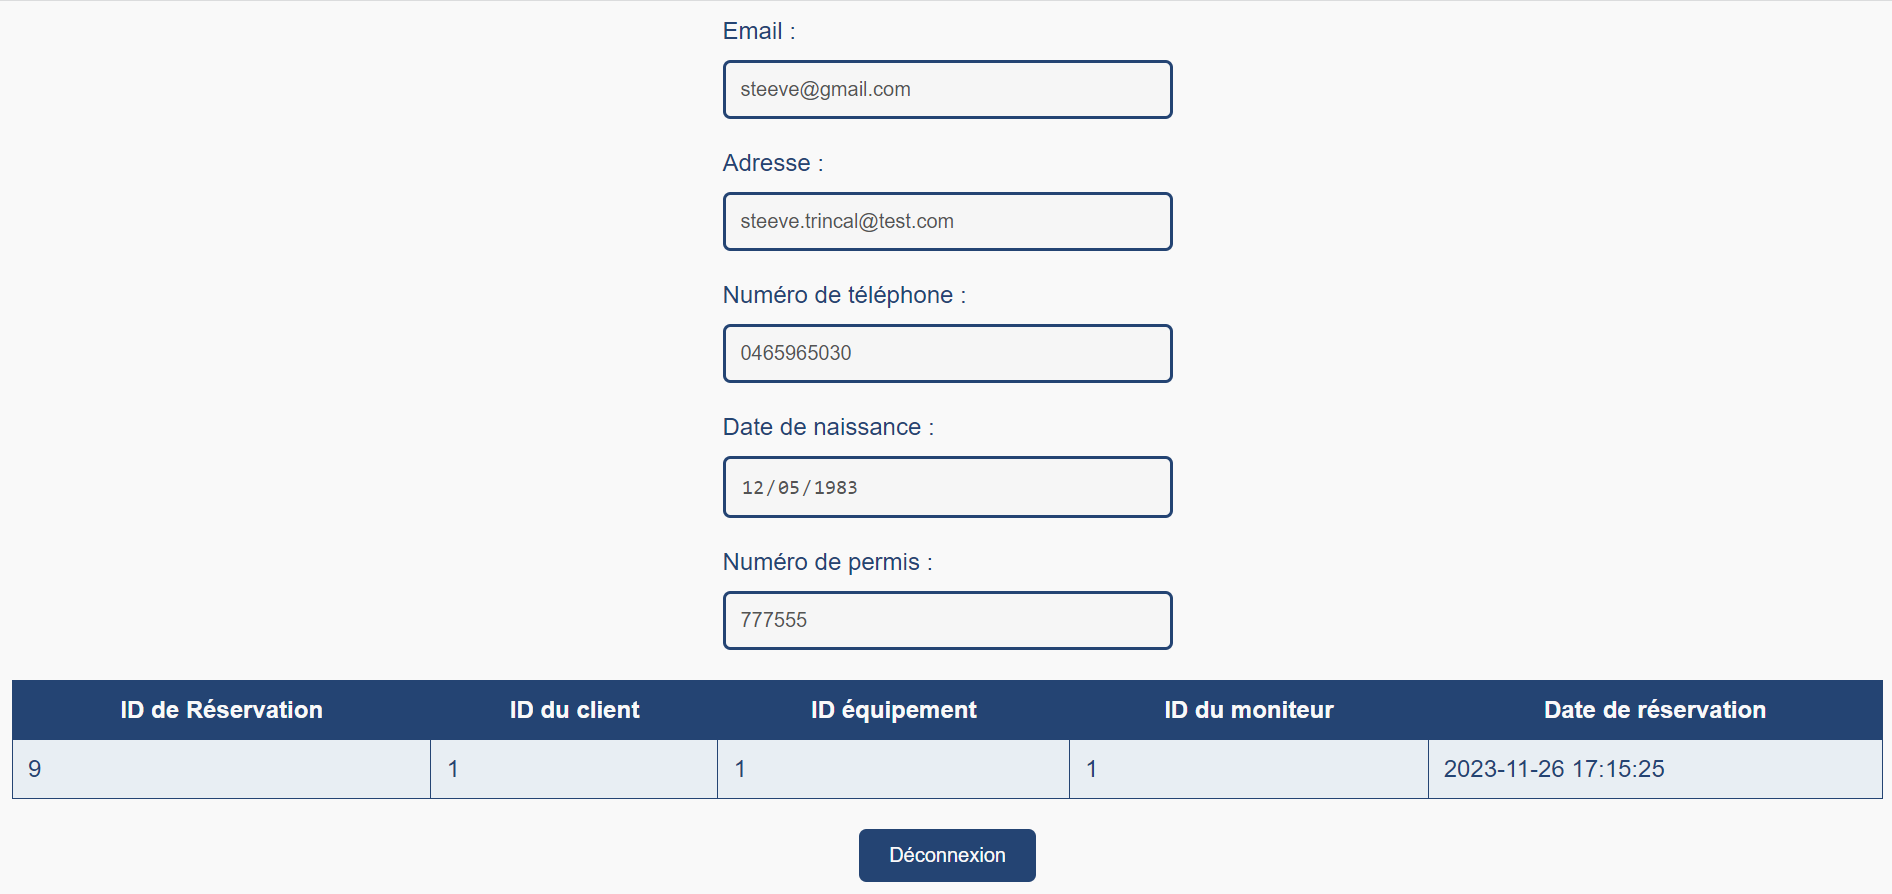 Email :
steeve@gmail.com
Adresse :
steeve.trincal@test.com
Numéro de téléphone :
0465965030
Date de naissance :
12/05/1983
Numéro de permis :
777555
ID de Réservation ID du client ID équipement ID du moniteur Date de réservation
9 1 1 1 2023-11-26 17:15:25
Déconnexion